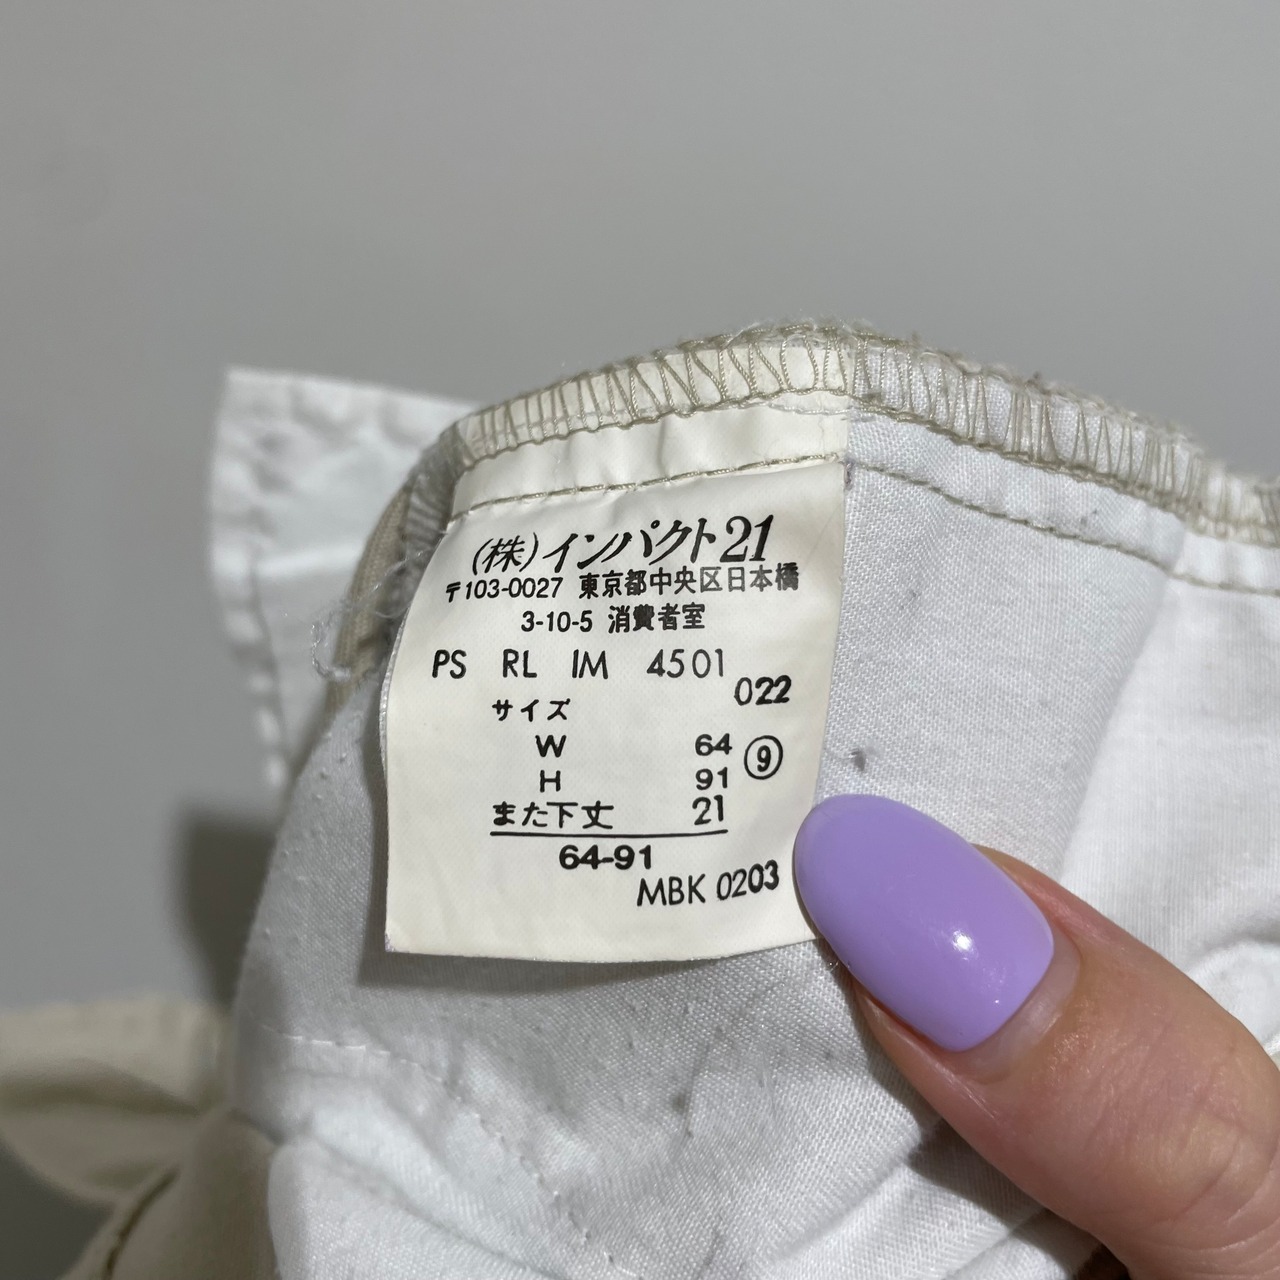 (株)インパクト21
〒103-0027 東京都中央区日本橋
3-10-5 消費者室
PS RL IM 4501
022
サイズ
W 64
H 91
⑨
また下丈 21
64-91
MBK 0203